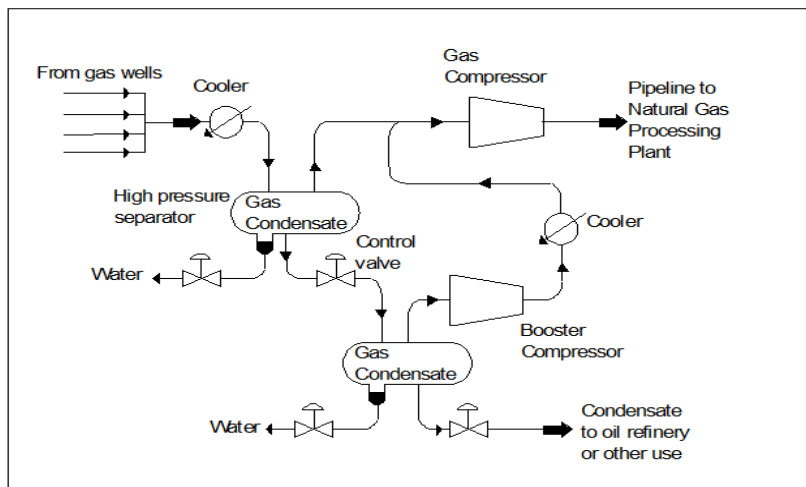 From gas wells
Cooler
Gas
Compressor
Pipeline to
Natural Gas
Processing
Plant
High pressure
separator
Gas
Condensate
Cooler
Water
Control
valve
Gas
Condensate
Booster
Compressor
Water
Condensate
to oil refinery
or other use